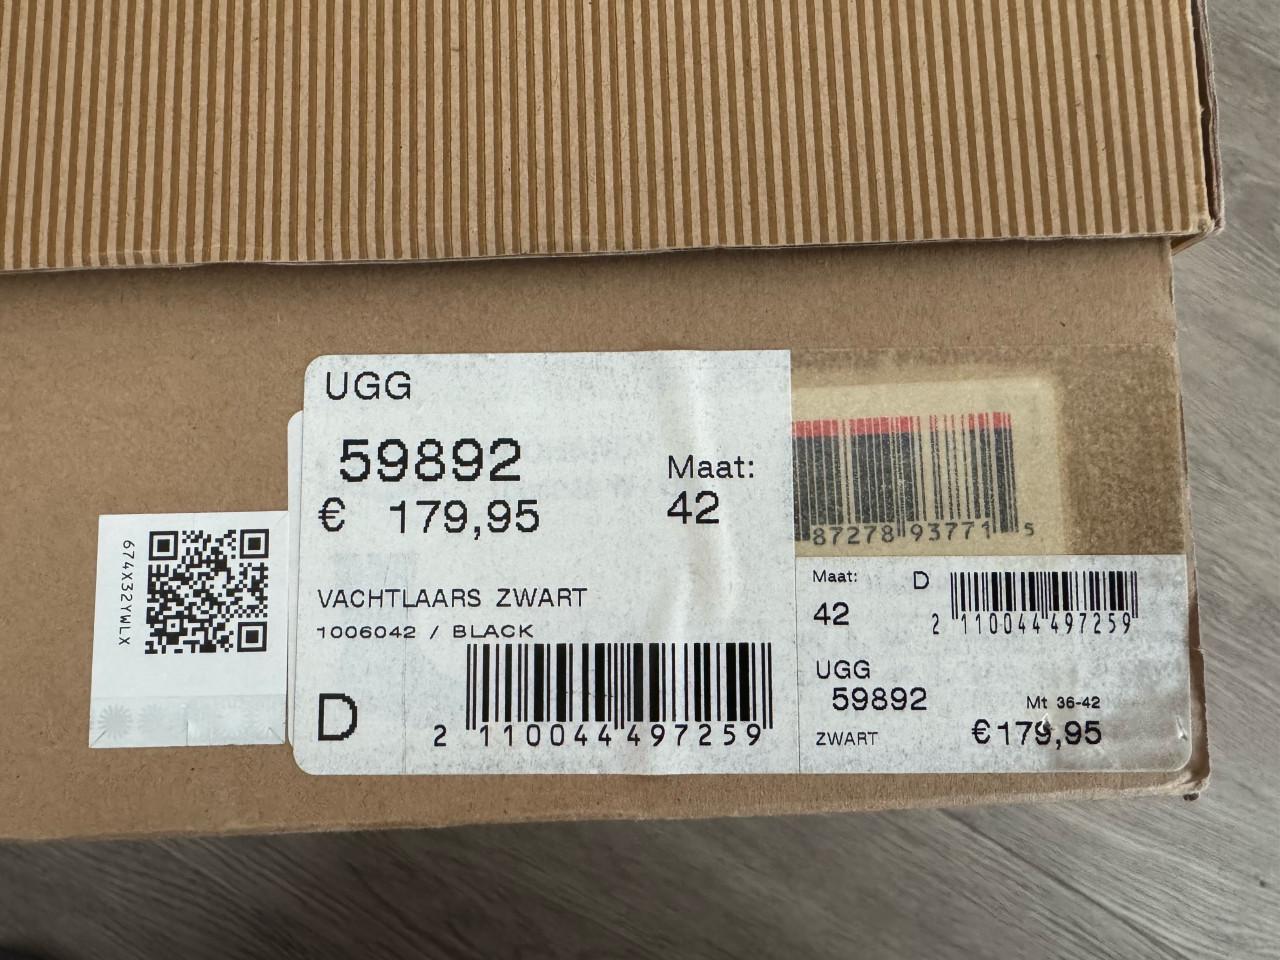 UGG
59892
€ 179,95
Maat:
42
VACHTLAARS ZWART
1006042 / BLACK
D
2 110044 497259
674X32YWLX
87278 93771 5
Maat:
42
D
2 110044 497259
UGG
59892
ZWART
Mt 36-42
€ 179,95